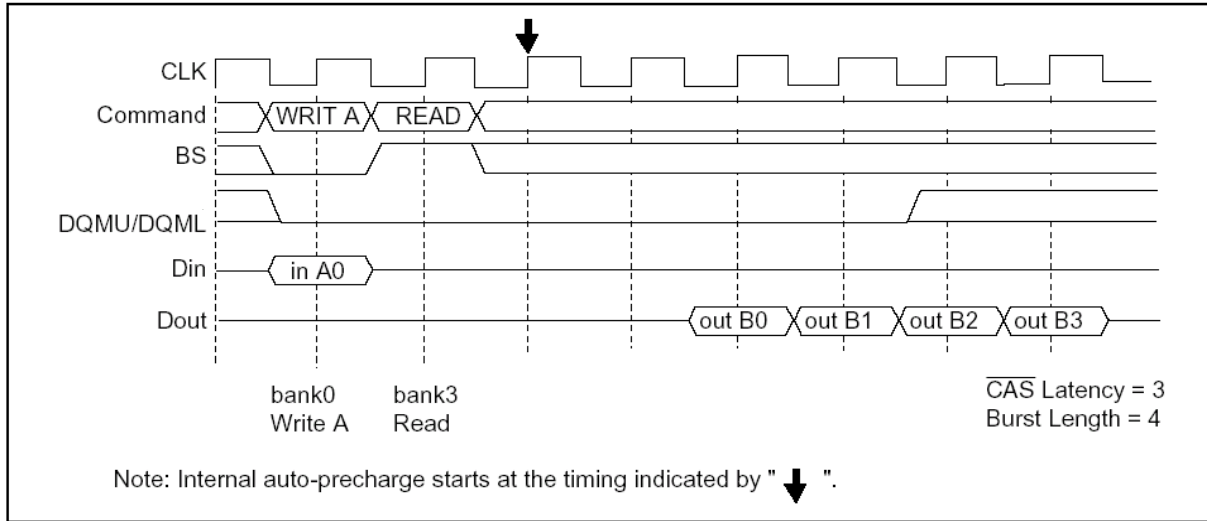 CLK
Command WRIT A READ
BS
DQMU/DQML
Din in A0
Dout out B0 out B1 out B2 out B3
bank0 bank3 CAS Latency = 3
Write A Read Burst Length = 4
Note: Internal auto-precharge starts at the timing indicated by " ".